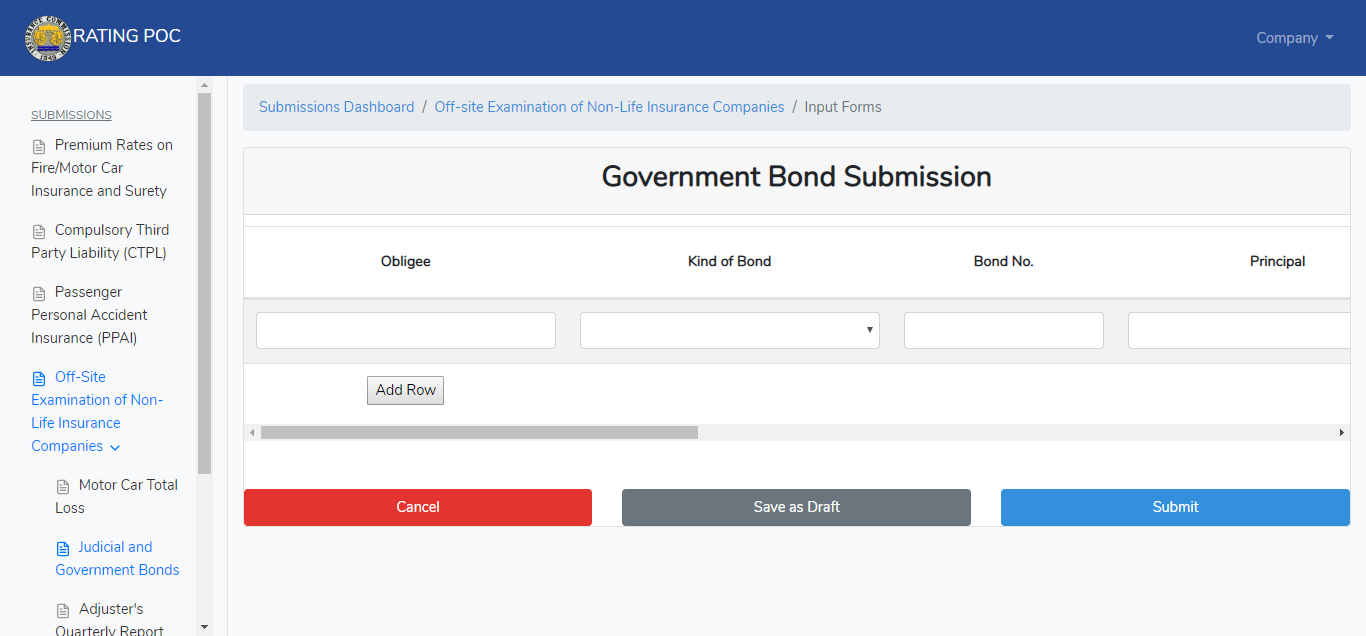 RATING POC
Company
Submissions Dashboard / Off-site Examination of Non-Life Insurance Companies / Input Forms
SUBMISSIONS
Premium Rates on
Fire/Motor Car
Insurance and Surety
Compulsory Third
Party Liability (CTPL)
Passenger
Personal Accident
Insurance (PPAI)
Off-Site
Examination of Non-
Life Insurance
Companies
Motor Car Total
Loss
Judicial and
Government Bonds
Adjuster's
Quarterly Report
Government Bond Submission
Obligee Kind of Bond Bond No. Principal
Add Row
Cancel Save as Draft Submit
INSURANCE COMMISSION
1949